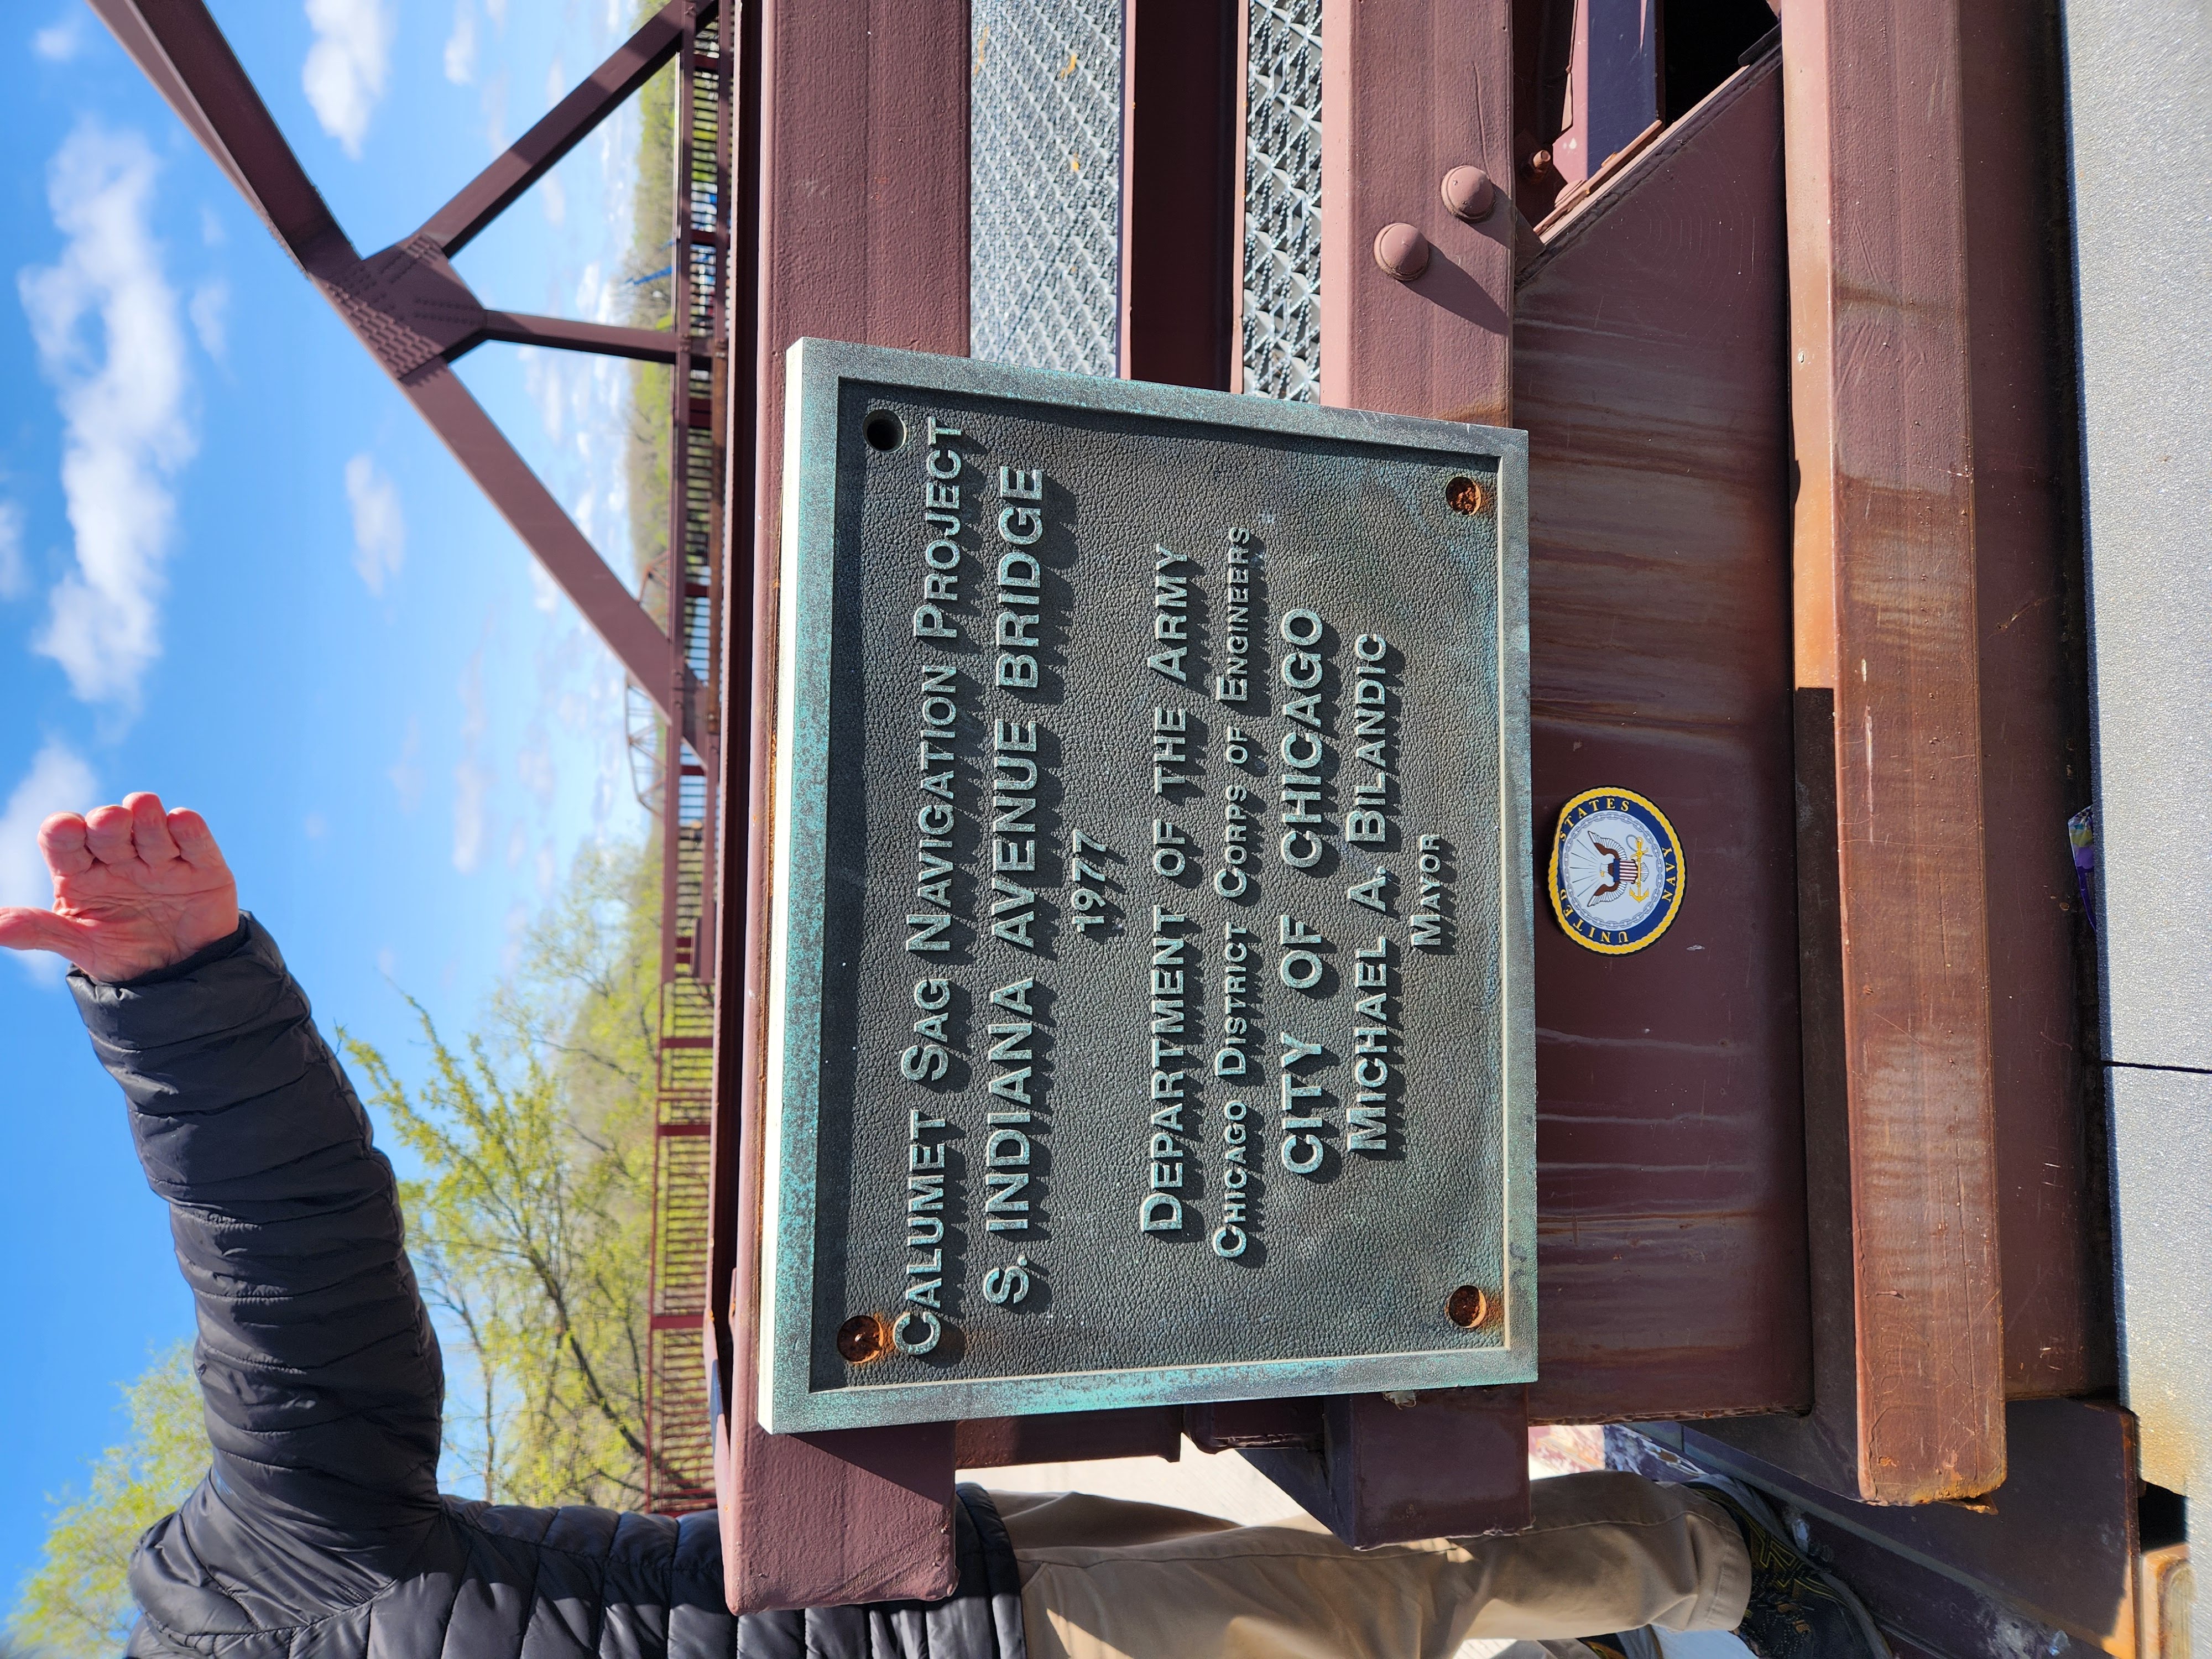 CALUMET SAG NAVIGATION PROJECT
S. INDIANA AVENUE BRIDGE
1977
DEPARTMENT OF THE ARMY
CHICAGO DISTRICT CORPS OF ENGINEERS
CITY OF CHICAGO
MICHAEL A. BILANDIC
MAYOR
UNITED STATES NAVY